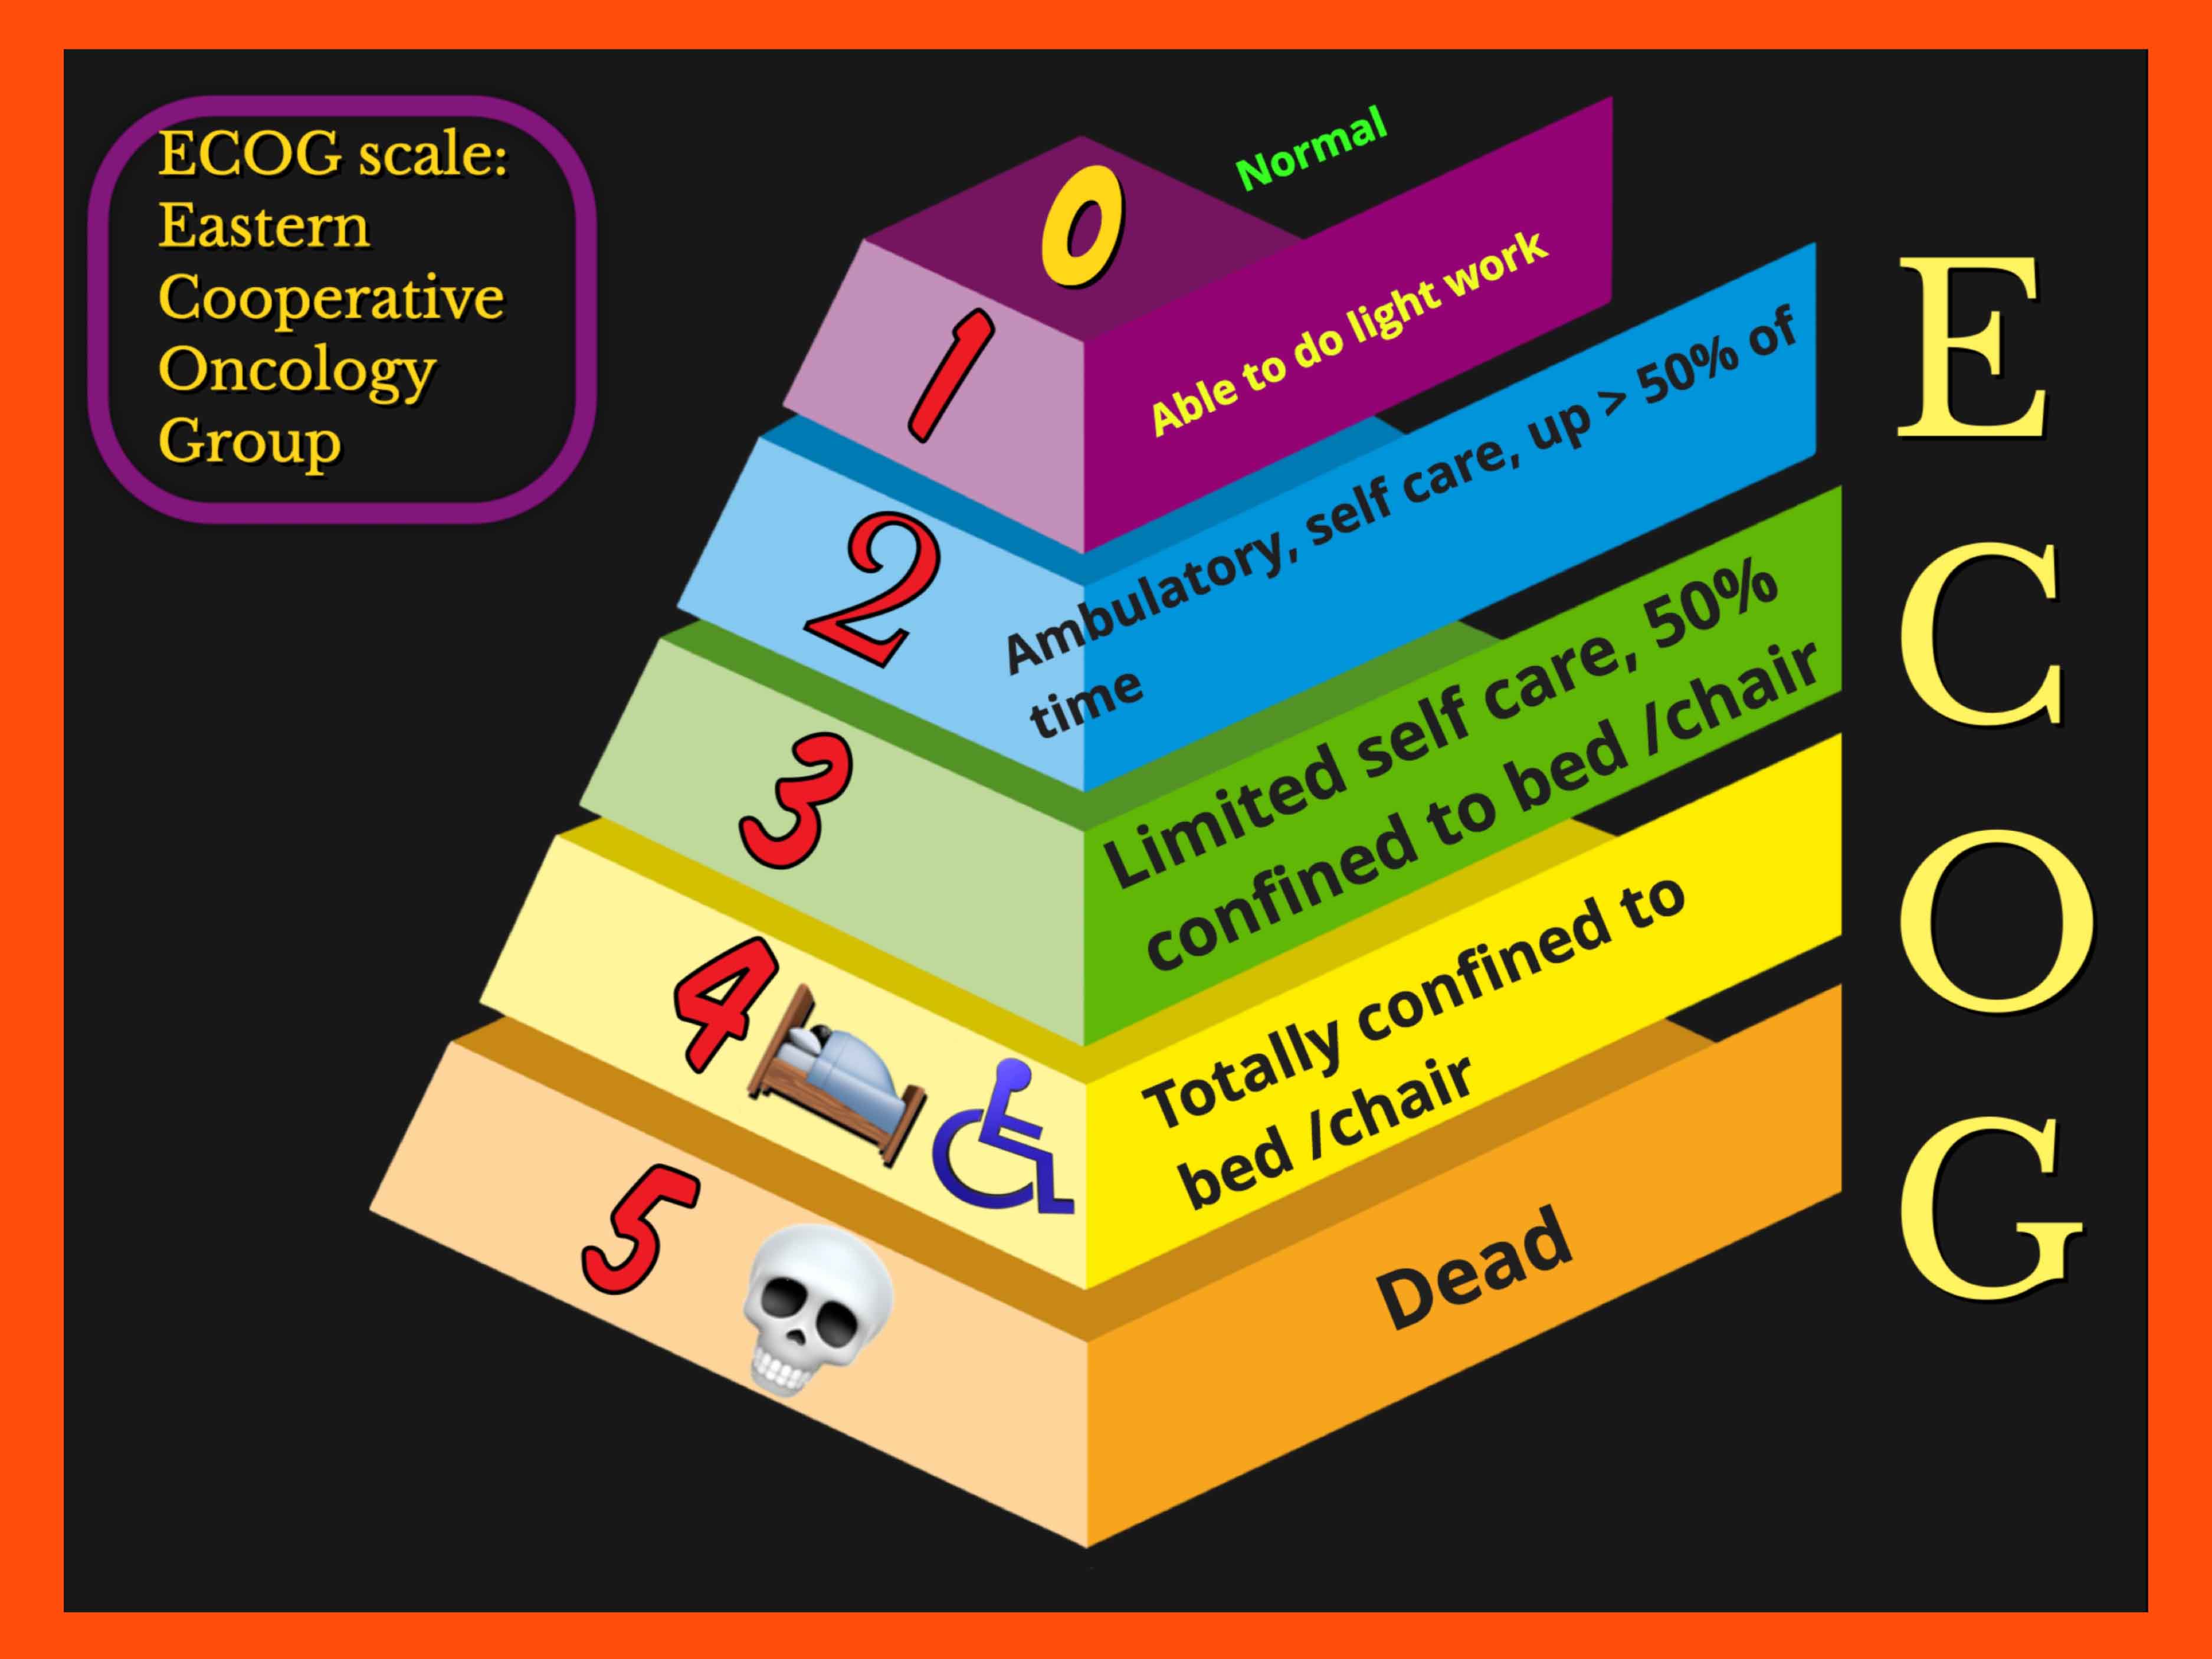 ECOG scale:
Eastern
Cooperative
Oncology
Group
0
Normal
1
Able to do light work
2
Ambulatory, self care, up > 50% of
time
3
Limited self care, 50%
confined to bed /chair
4
Totally confined to
bed /chair
5
Dead
E
C
O
G